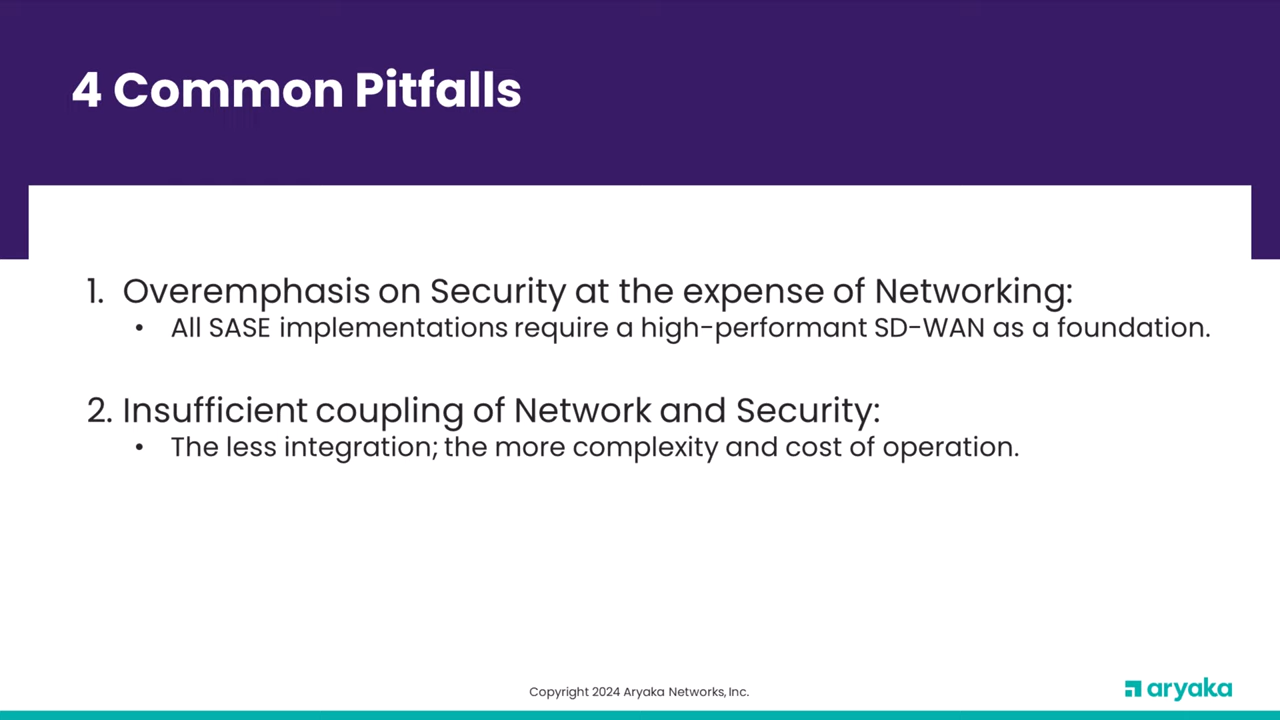 4 Common Pitfalls
1. Overemphasis on Security at the expense of Networking:
• All SASE implementations require a high-performant SD-WAN as a foundation.
2. Insufficient coupling of Network and Security:
• The less integration; the more complexity and cost of operation.
Copyright 2024 Aryaka Networks, Inc.
aryaka